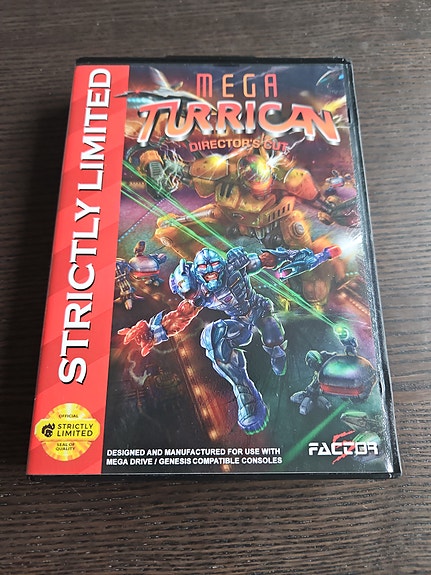 MEGA
TURRICAN
DIRECTOR'S CUT
STRICTLY LIMITED
OFFICIAL
STRICTLY
LIMITED
SEAL OF
QUALITY
DESIGNED AND MANUFACTURED FOR USE WITH
MEGA DRIVE / GENESIS COMPATIBLE CONSOLES
FACTOR 5